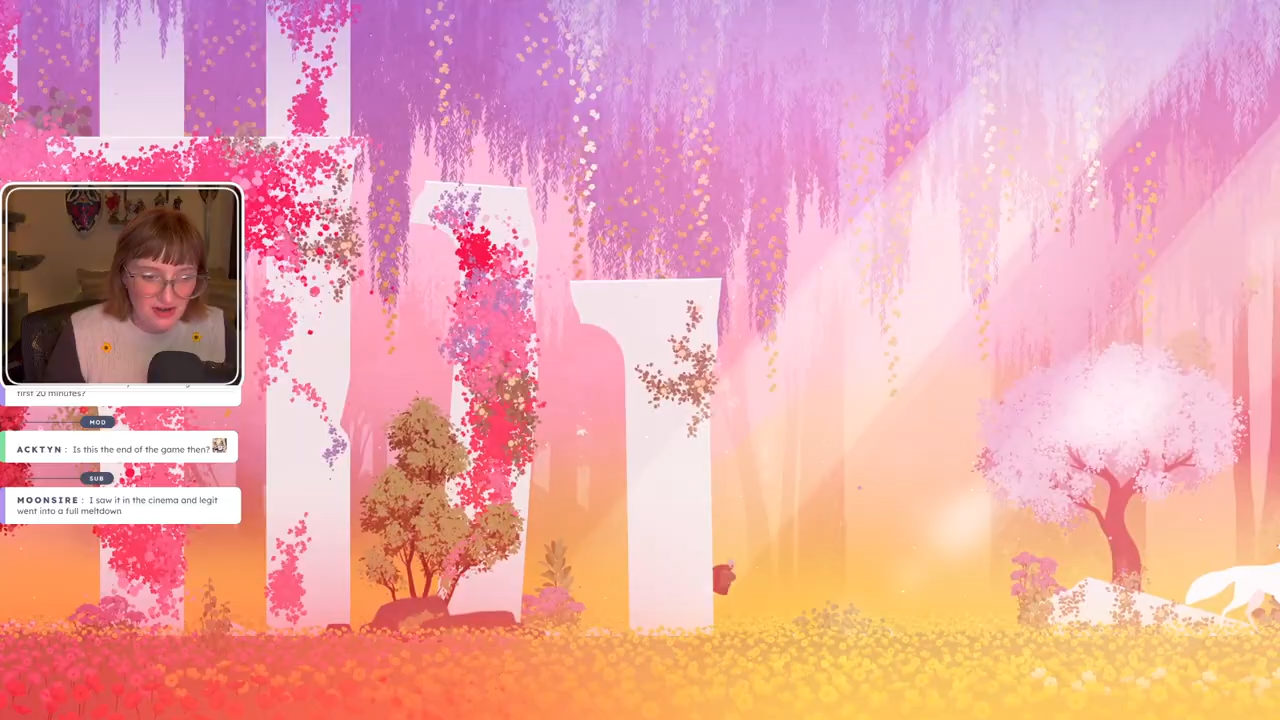 first 20 minutes?
MOD
ACKTYN : Is this the end of the game then?
SUB
MOONSIRE : I saw it in the cinema and legit
went into a full meltdown